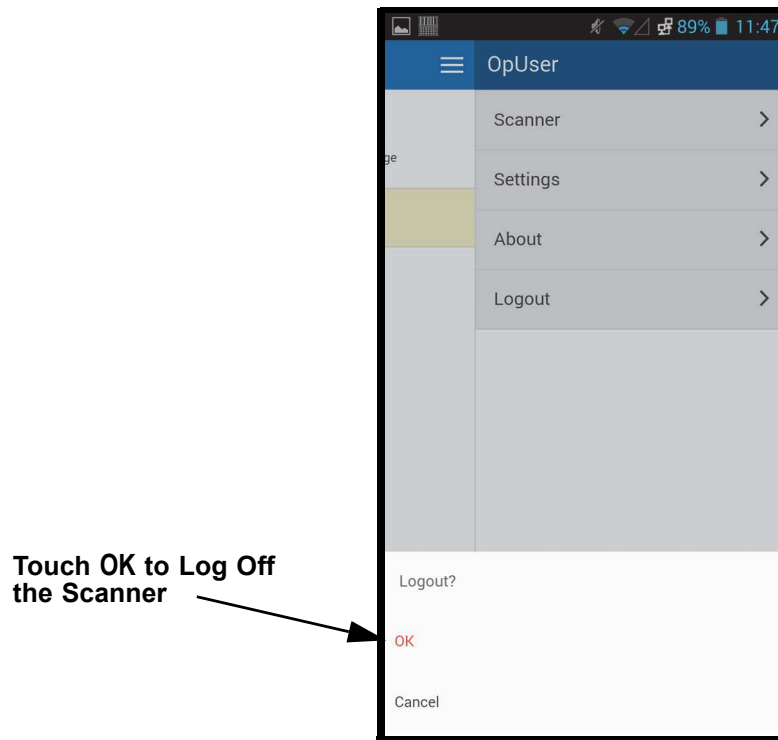 89% 11:47
OpUser
Scanner
ge
Settings
About
Logout
Touch OK to Log Off
the Scanner
Logout?
OK
Cancel